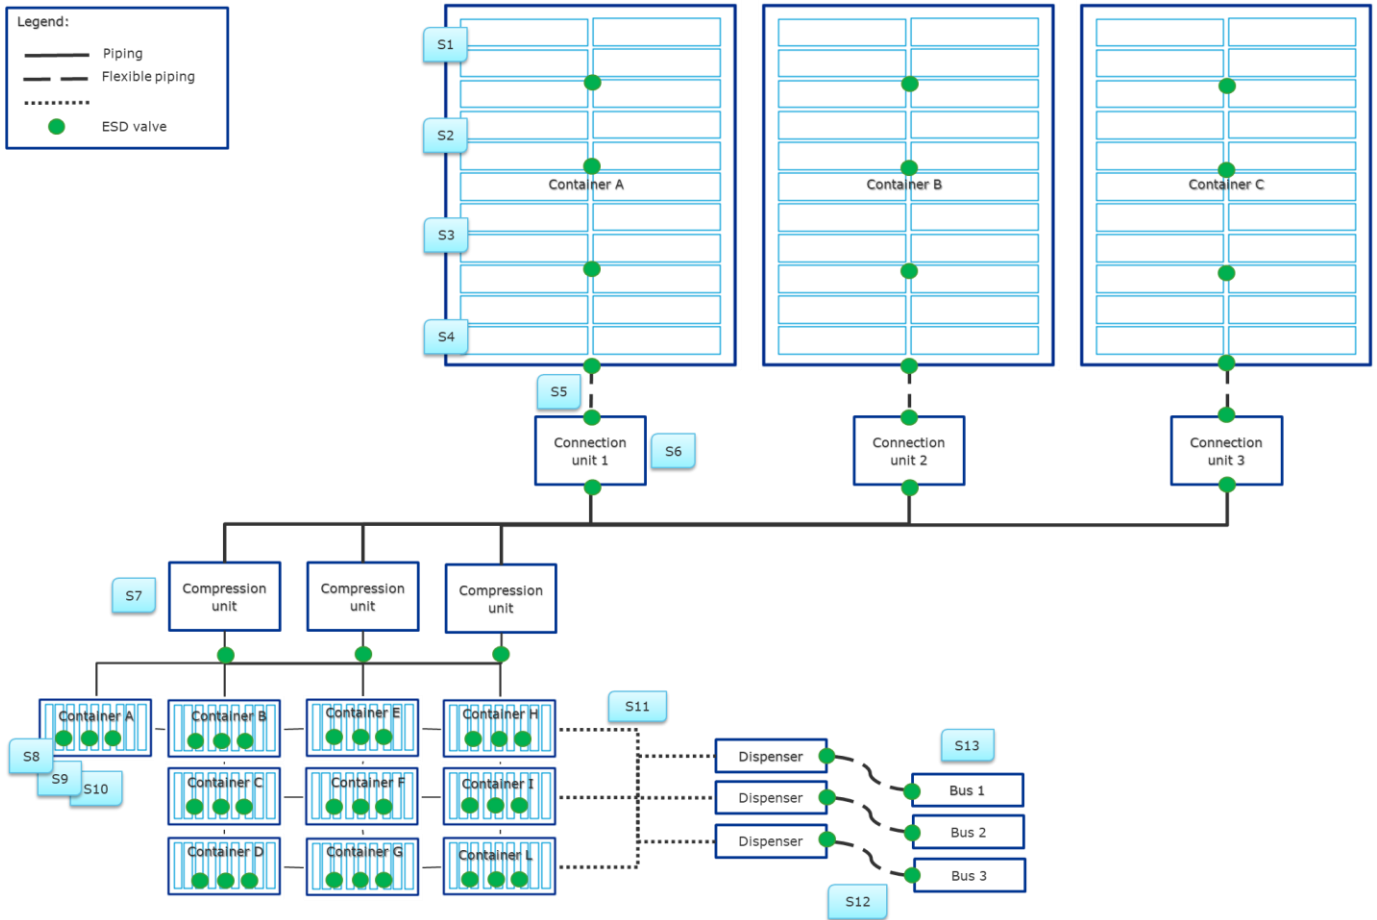 Legend:
Piping
Flexible piping
ESD valve
S1
S2
Container A
Container B
Container C
S3
S4
S5
Connection
unit 1
S6
Connection
unit 2
Connection
unit 3
S7
Compression
unit
Compression
unit
Compression
unit
Container A
Container B
Container E
Container H
S11
S8
S9
S10
Container C
Container F
Container I
Container D
Container G
Container L
Dispenser
Dispenser
Dispenser
S13
Bus 1
Bus 2
Bus 3
S12